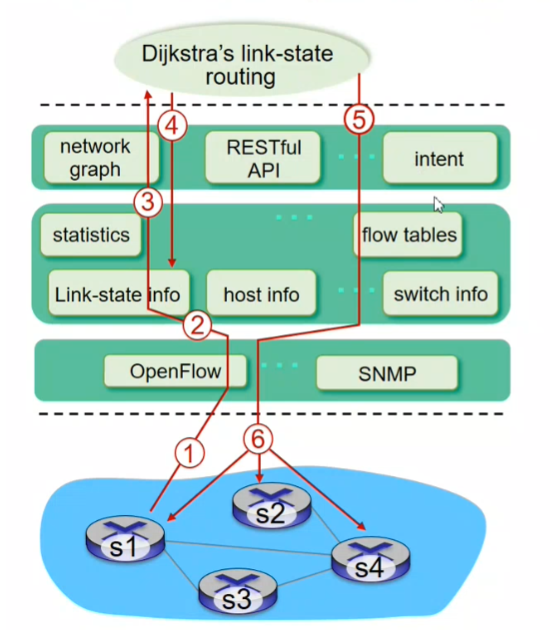 Dijkstra's link-state
routing
4
5
network
graph
RESTful
API
intent
3
statistics
flow tables
Link-state info
host info
switch info
2
OpenFlow
SNMP
1
6
s1
s2
s3
s4